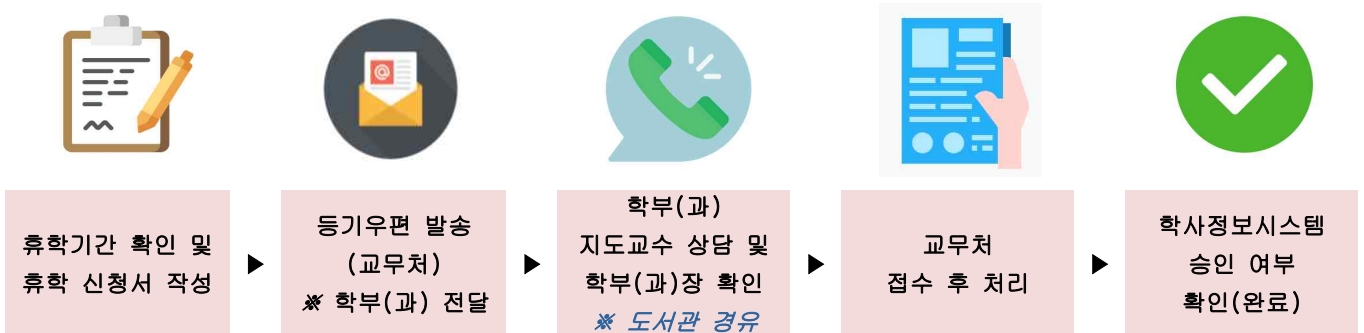 휴학기간 확인 및
휴학 신청서 작성
▶
등기우편 발송
(교무처)
※ 학부(과) 전달
▶
학부(과)
지도교수 상담 및
학부(과)장 확인
※ 도서관 경유
▶
교무처
접수 후 처리
▶
학사정보시스템
승인 여부
확인(완료)